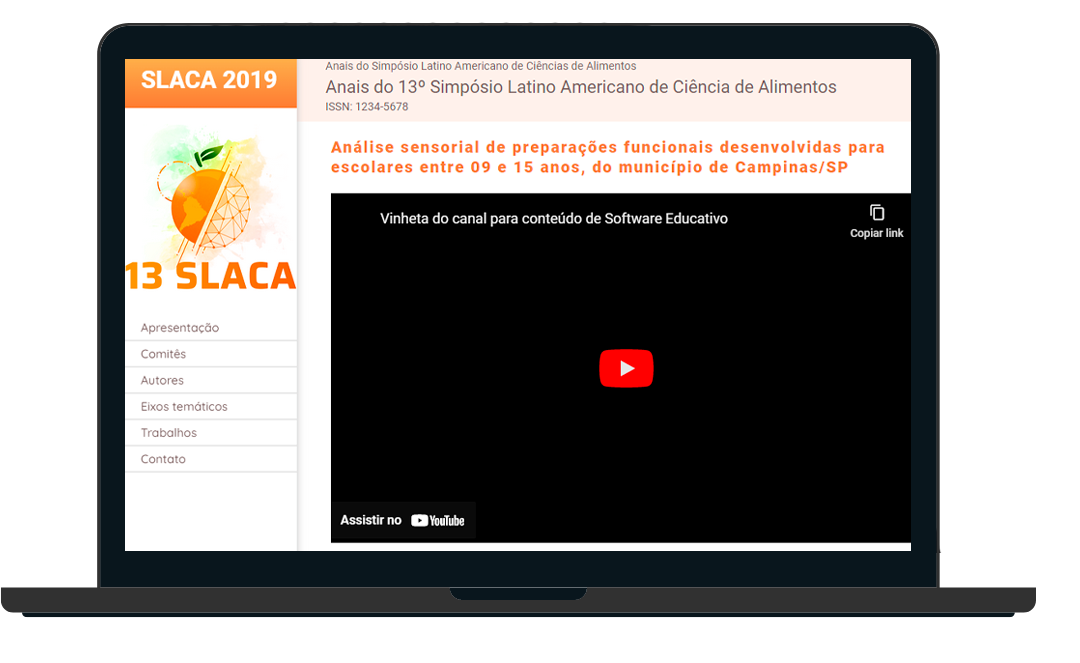 SLACA 2019
13 SLACA
Apresentação
Comitês
Autores
Eixos temáticos
Trabalhos
Contato
Anais do Simpósio Latino Americano de Ciências de Alimentos
Anais do 13º Simpósio Latino Americano de Ciência de Alimentos
ISSN: 1234-5678
Análise sensorial de preparações funcionais desenvolvidas para
escolares entre 09 e 15 anos, do município de Campinas/SP
Vinheta do canal para conteúdo de Software Educativo
Copiar link
Assistir no YouTube